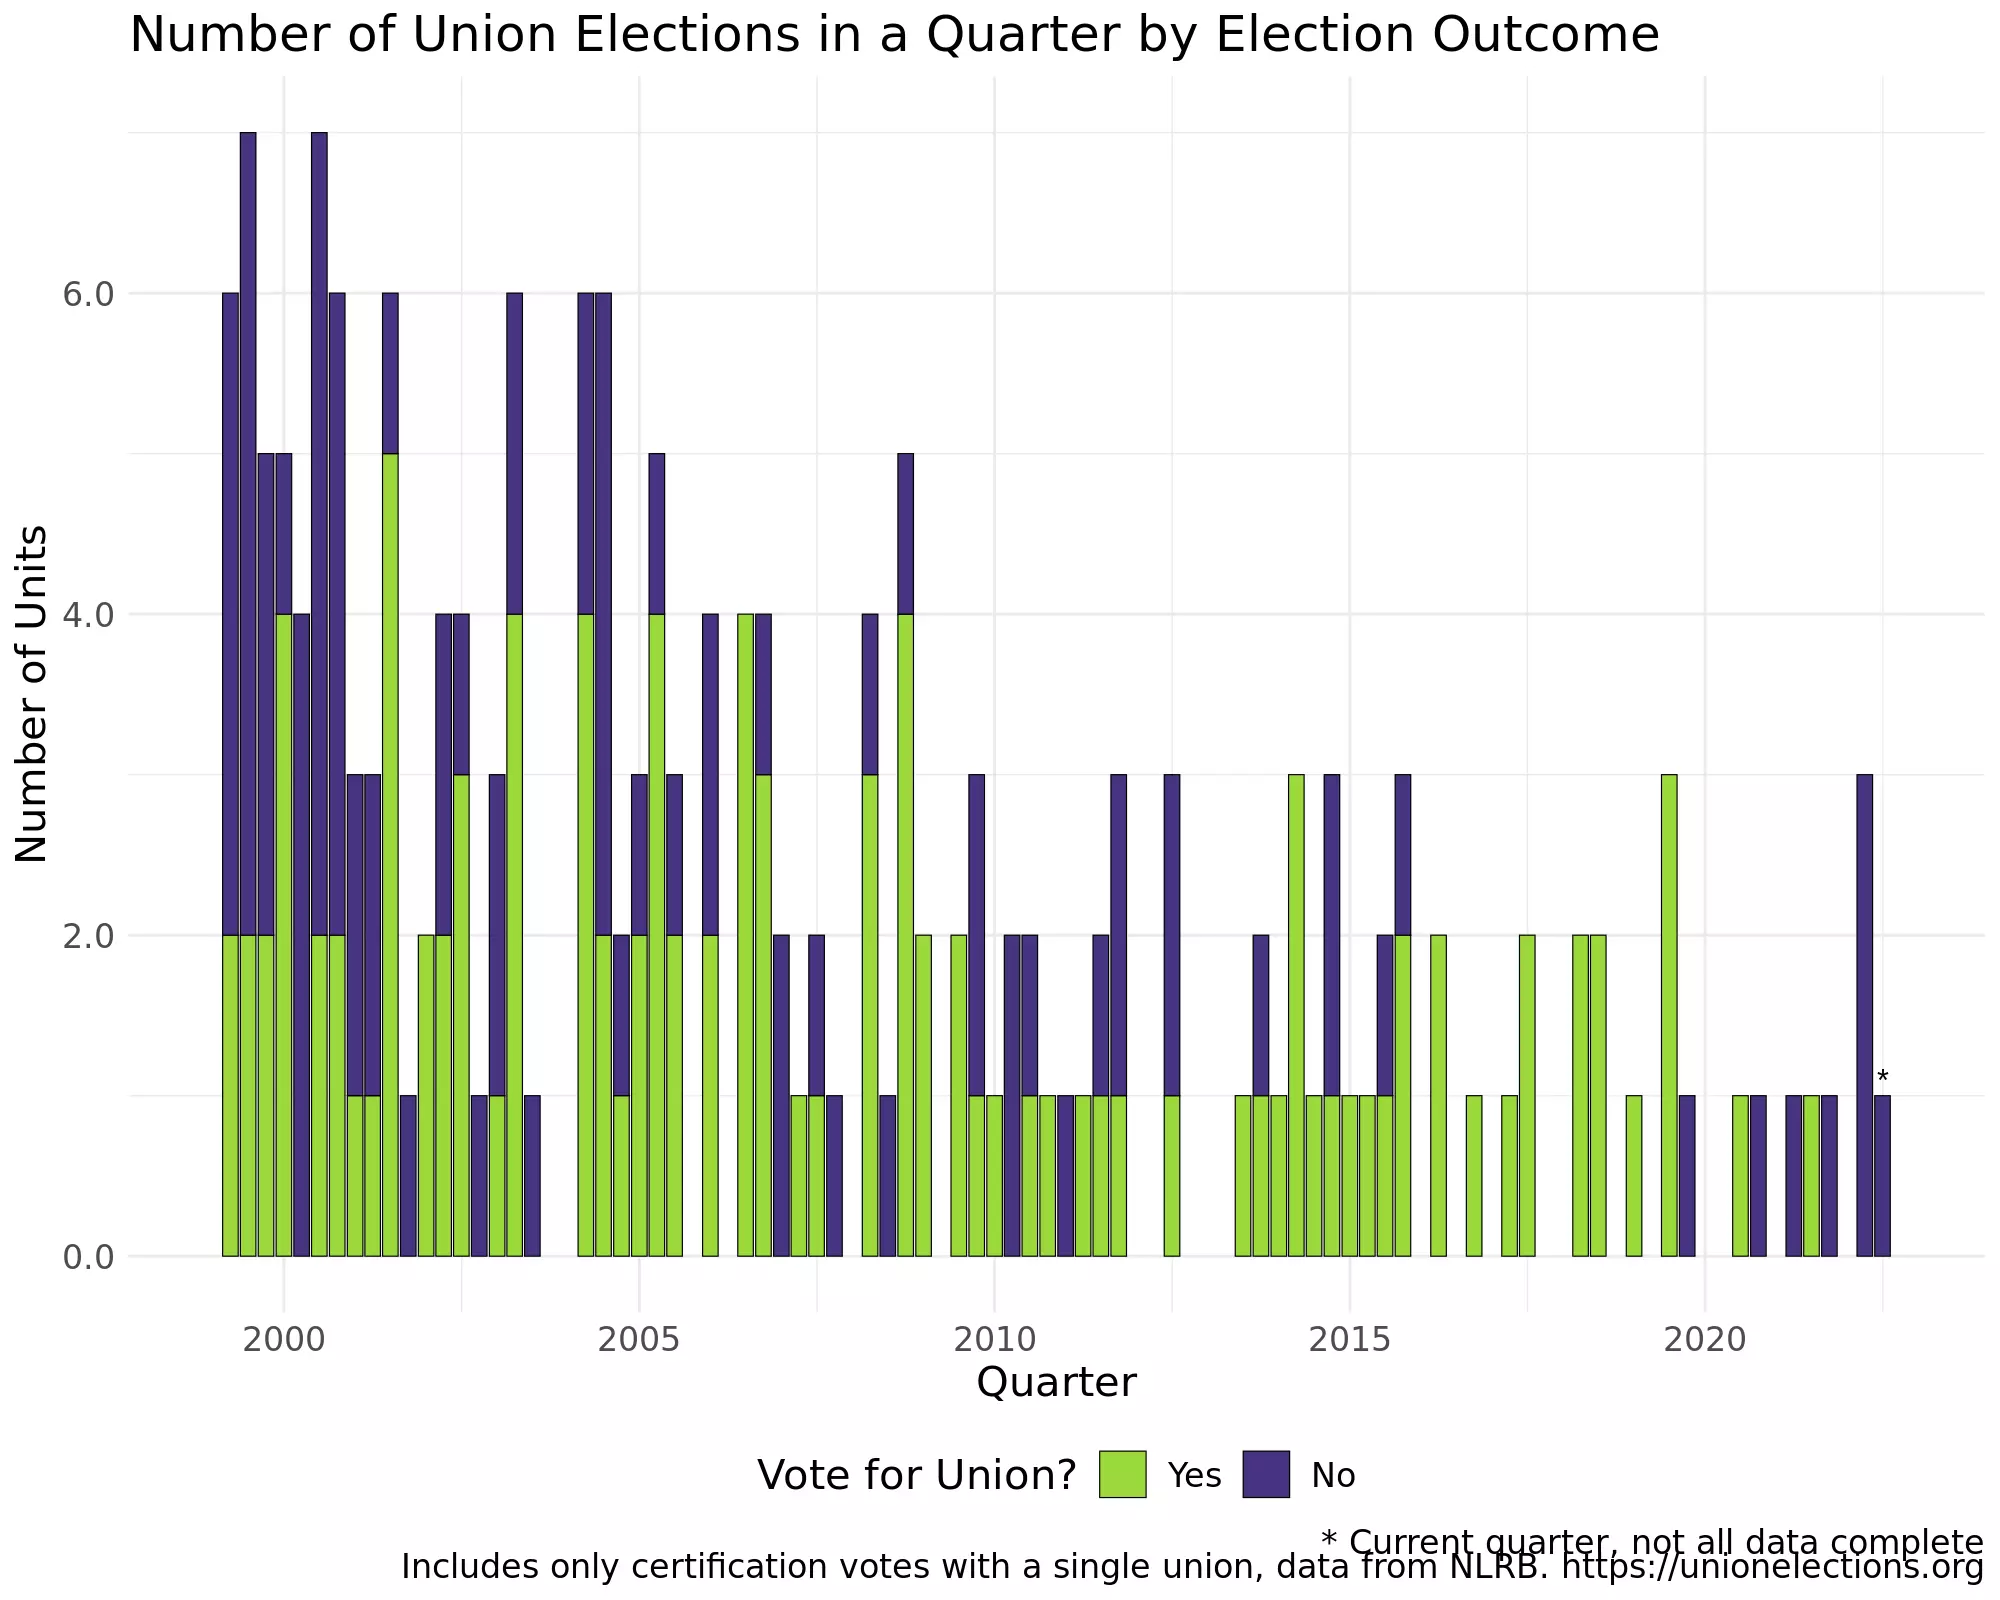 Number of Union Elections in a Quarter by Election Outcome
Number of Units
6.0
4.0
2.0
0.0
*
2000 2005 2010 2015 2020
Quarter
Vote for Union? Yes No
* Current quarter, not all data complete
Includes only certification votes with a single union, data from NLRB. https://unionelections.org